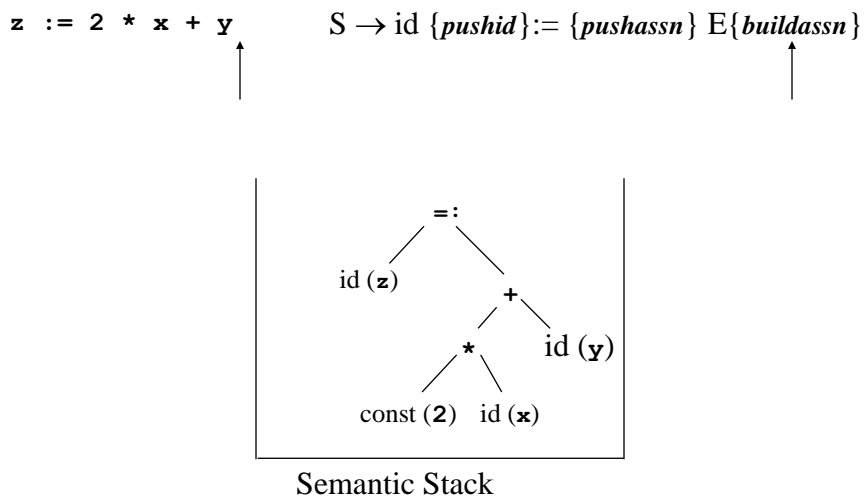 z := 2 * x + y
S → id {pushid}:= {pushassn} E{buildassn}
=:
id (z)
+
*
id (y)
const (2) id (x)
Semantic Stack